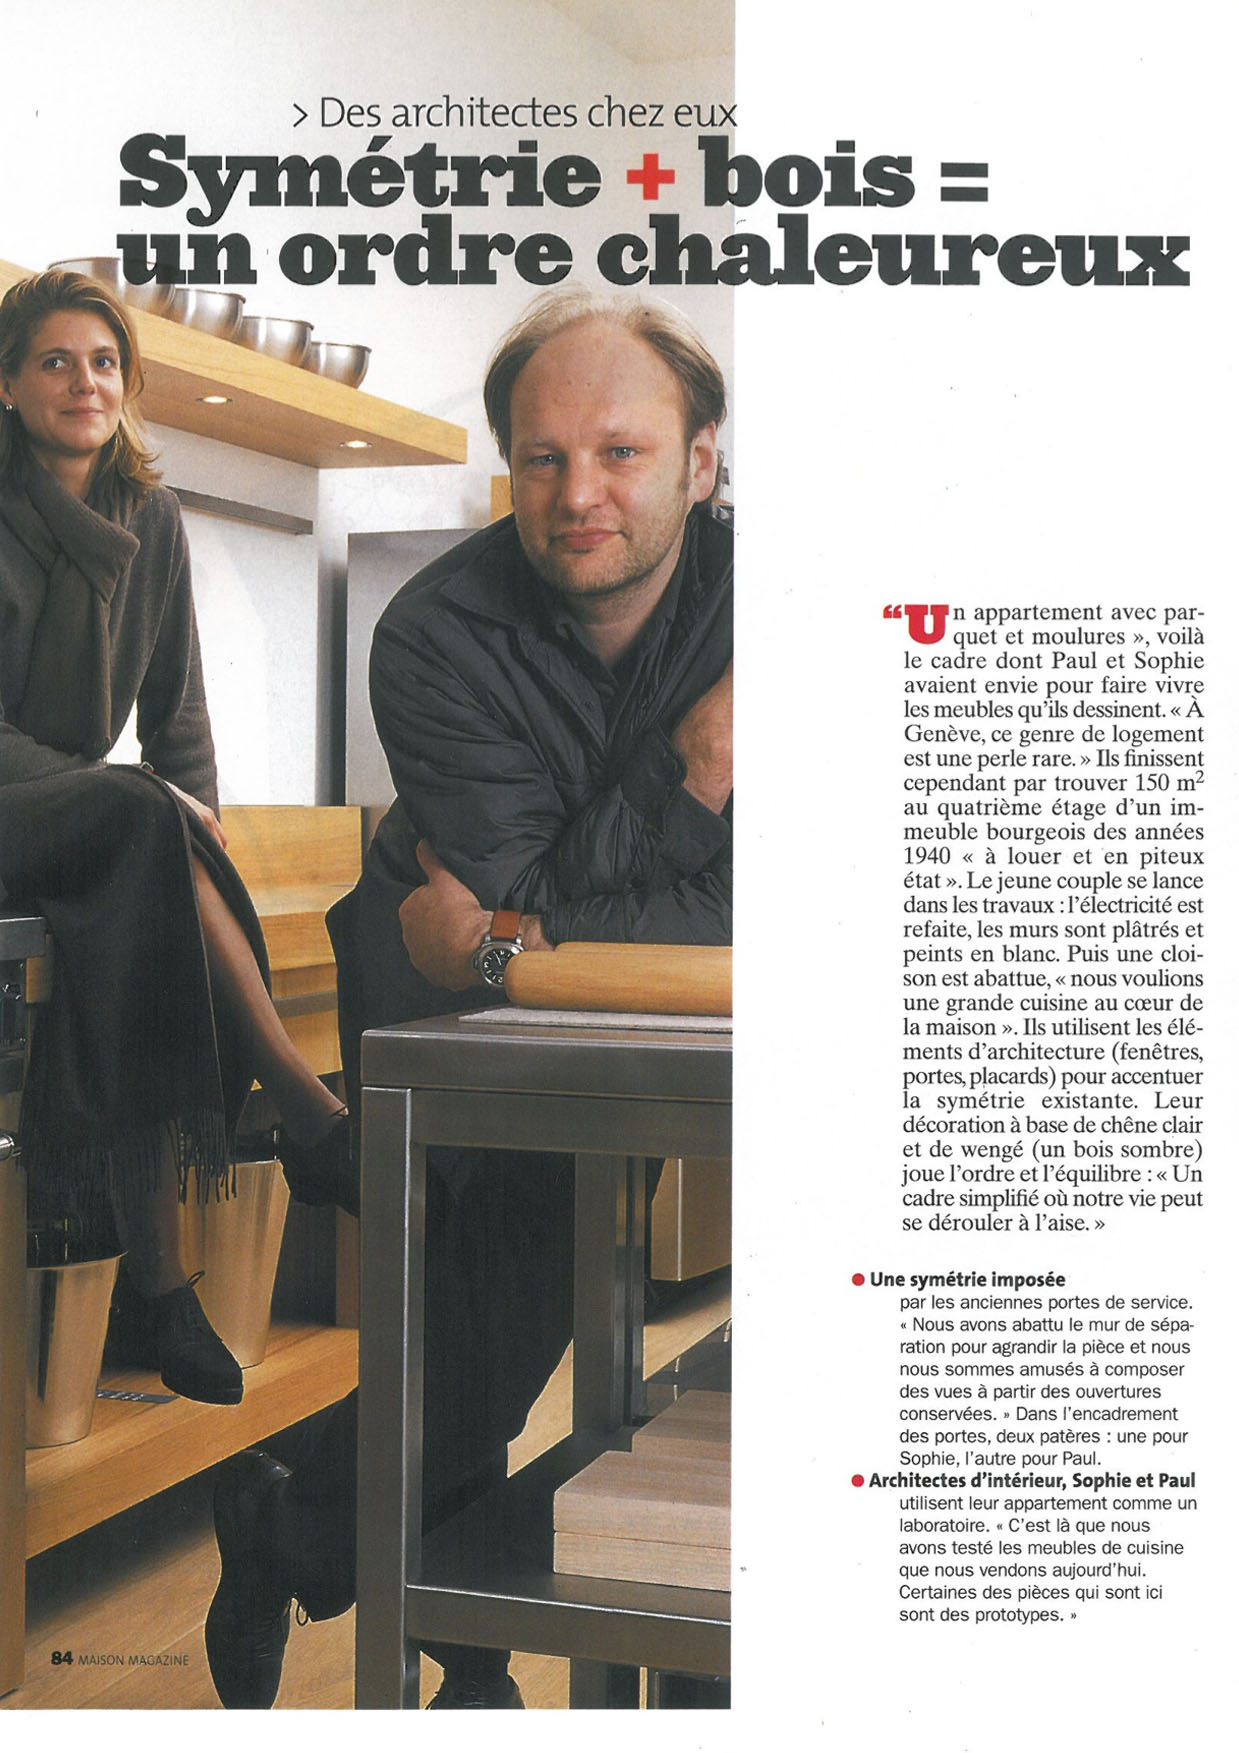 > Des architectes chez eux
Symétrie + bois =
un ordre chaleureux
“Un appartement avec par-
quet et moulures », voilà
le cadre dont Paul et Sophie
avaient envie pour faire vivre
les meubles qu’ils dessinent. « À
Genève, ce genre de logement
est une perle rare. » Ils finissent
cependant par trouver 150 m²
au quatrième étage d’un im-
meuble bourgeois des années
1940 « à louer et en piteux
état ». Le jeune couple se lance
dans les travaux : l’électricité est
refaite, les murs sont plâtrés et
peints en blanc. Puis une cloi-
son est abattue, « nous voulions
une grande cuisine au cœur de
la maison ». Ils utilisent les élé-
ments d’architecture (fenêtres,
portes, placards) pour accentuer
la symétrie existante. Leur
décoration à base de chêne clair
et de wengé (un bois sombre)
joue l’ordre et l’équilibre : « Un
cadre simplifié où notre vie peut
se dérouler à l’aise. »
● Une symétrie imposée
par les anciennes portes de service.
« Nous avons abattu le mur de sépa-
ration pour agrandir la pièce et nous
nous sommes amusés à composer
des vues à partir des ouvertures
conservées. » Dans l’encadrement
des portes, deux patères : une pour
Sophie, l’autre pour Paul.
● Architectes d’intérieur, Sophie et Paul
utilisent leur appartement comme un
laboratoire. « C’est là que nous
avons testé les meubles de cuisine
que nous vendons aujourd’hui.
Certaines des pièces qui sont ici
sont des prototypes. »
84 MAISON MAGAZINE